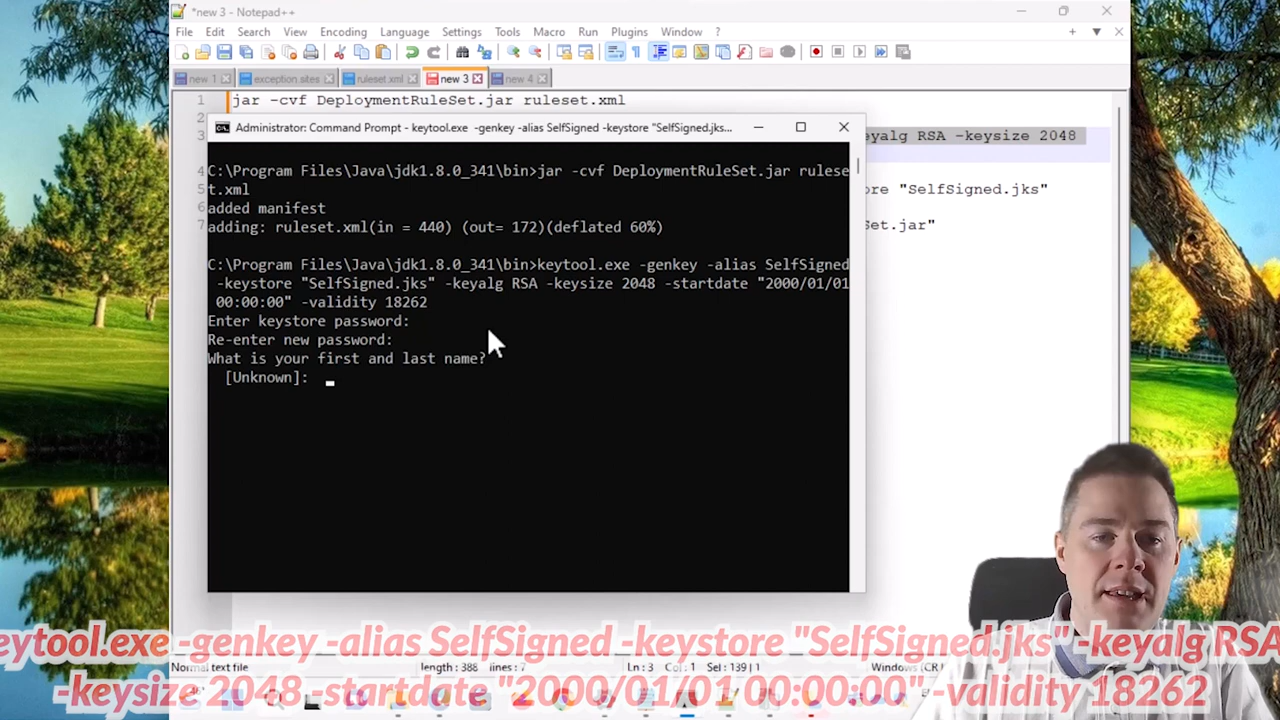 *new 3 - Notepad++
File Edit Search View Encoding Language Settings Tools Macro Run Plugins Window ?
new 1 exception.sites ruleset.xml new 3 new 4
1 jar -cvf DeploymentRuleSet.jar ruleset.xml
2
3 eyalg RSA -keysize 2048
4
5 ore "SelfSigned.jks"
6
7 Set.jar"
Administrator: Command Prompt - keytool.exe -genkey -alias SelfSigned -keystore "SelfSigned.jks...
C:\Program Files\Java\jdk1.8.0_341\bin>jar -cvf DeploymentRuleSet.jar rulese
t.xml
added manifest
adding: ruleset.xml(in = 440) (out= 172)(deflated 60%)
C:\Program Files\Java\jdk1.8.0_341\bin>keytool.exe -genkey -alias SelfSigned
-keystore "SelfSigned.jks" -keyalg RSA -keysize 2048 -startdate "2000/01/01
00:00:00" -validity 18262
Enter keystore password:
Re-enter new password:
What is your first and last name?
[Unknown]:
eytool.exe -genkey -alias SelfSigned -keystore "SelfSigned.jks" -keyalg RSA
-keysize 2048 -startdate "2000/01/01 00:00:00" -validity 18262
Normal text file length : 388 lines : 7 Ln : 3 Col : 1 Sel : 139 | 1 Windows (CR